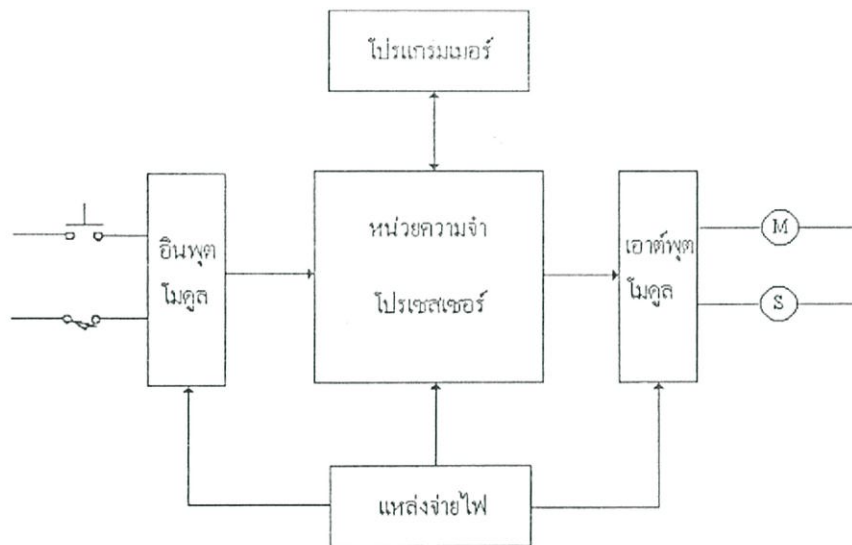 โปรแกรมเมอร์
อินพุต
โมดูล
หน่วยความจำ
โปรเซสเซอร์
เอาต์พุต
โมดูล
M
S
แหล่งจ่ายไฟ